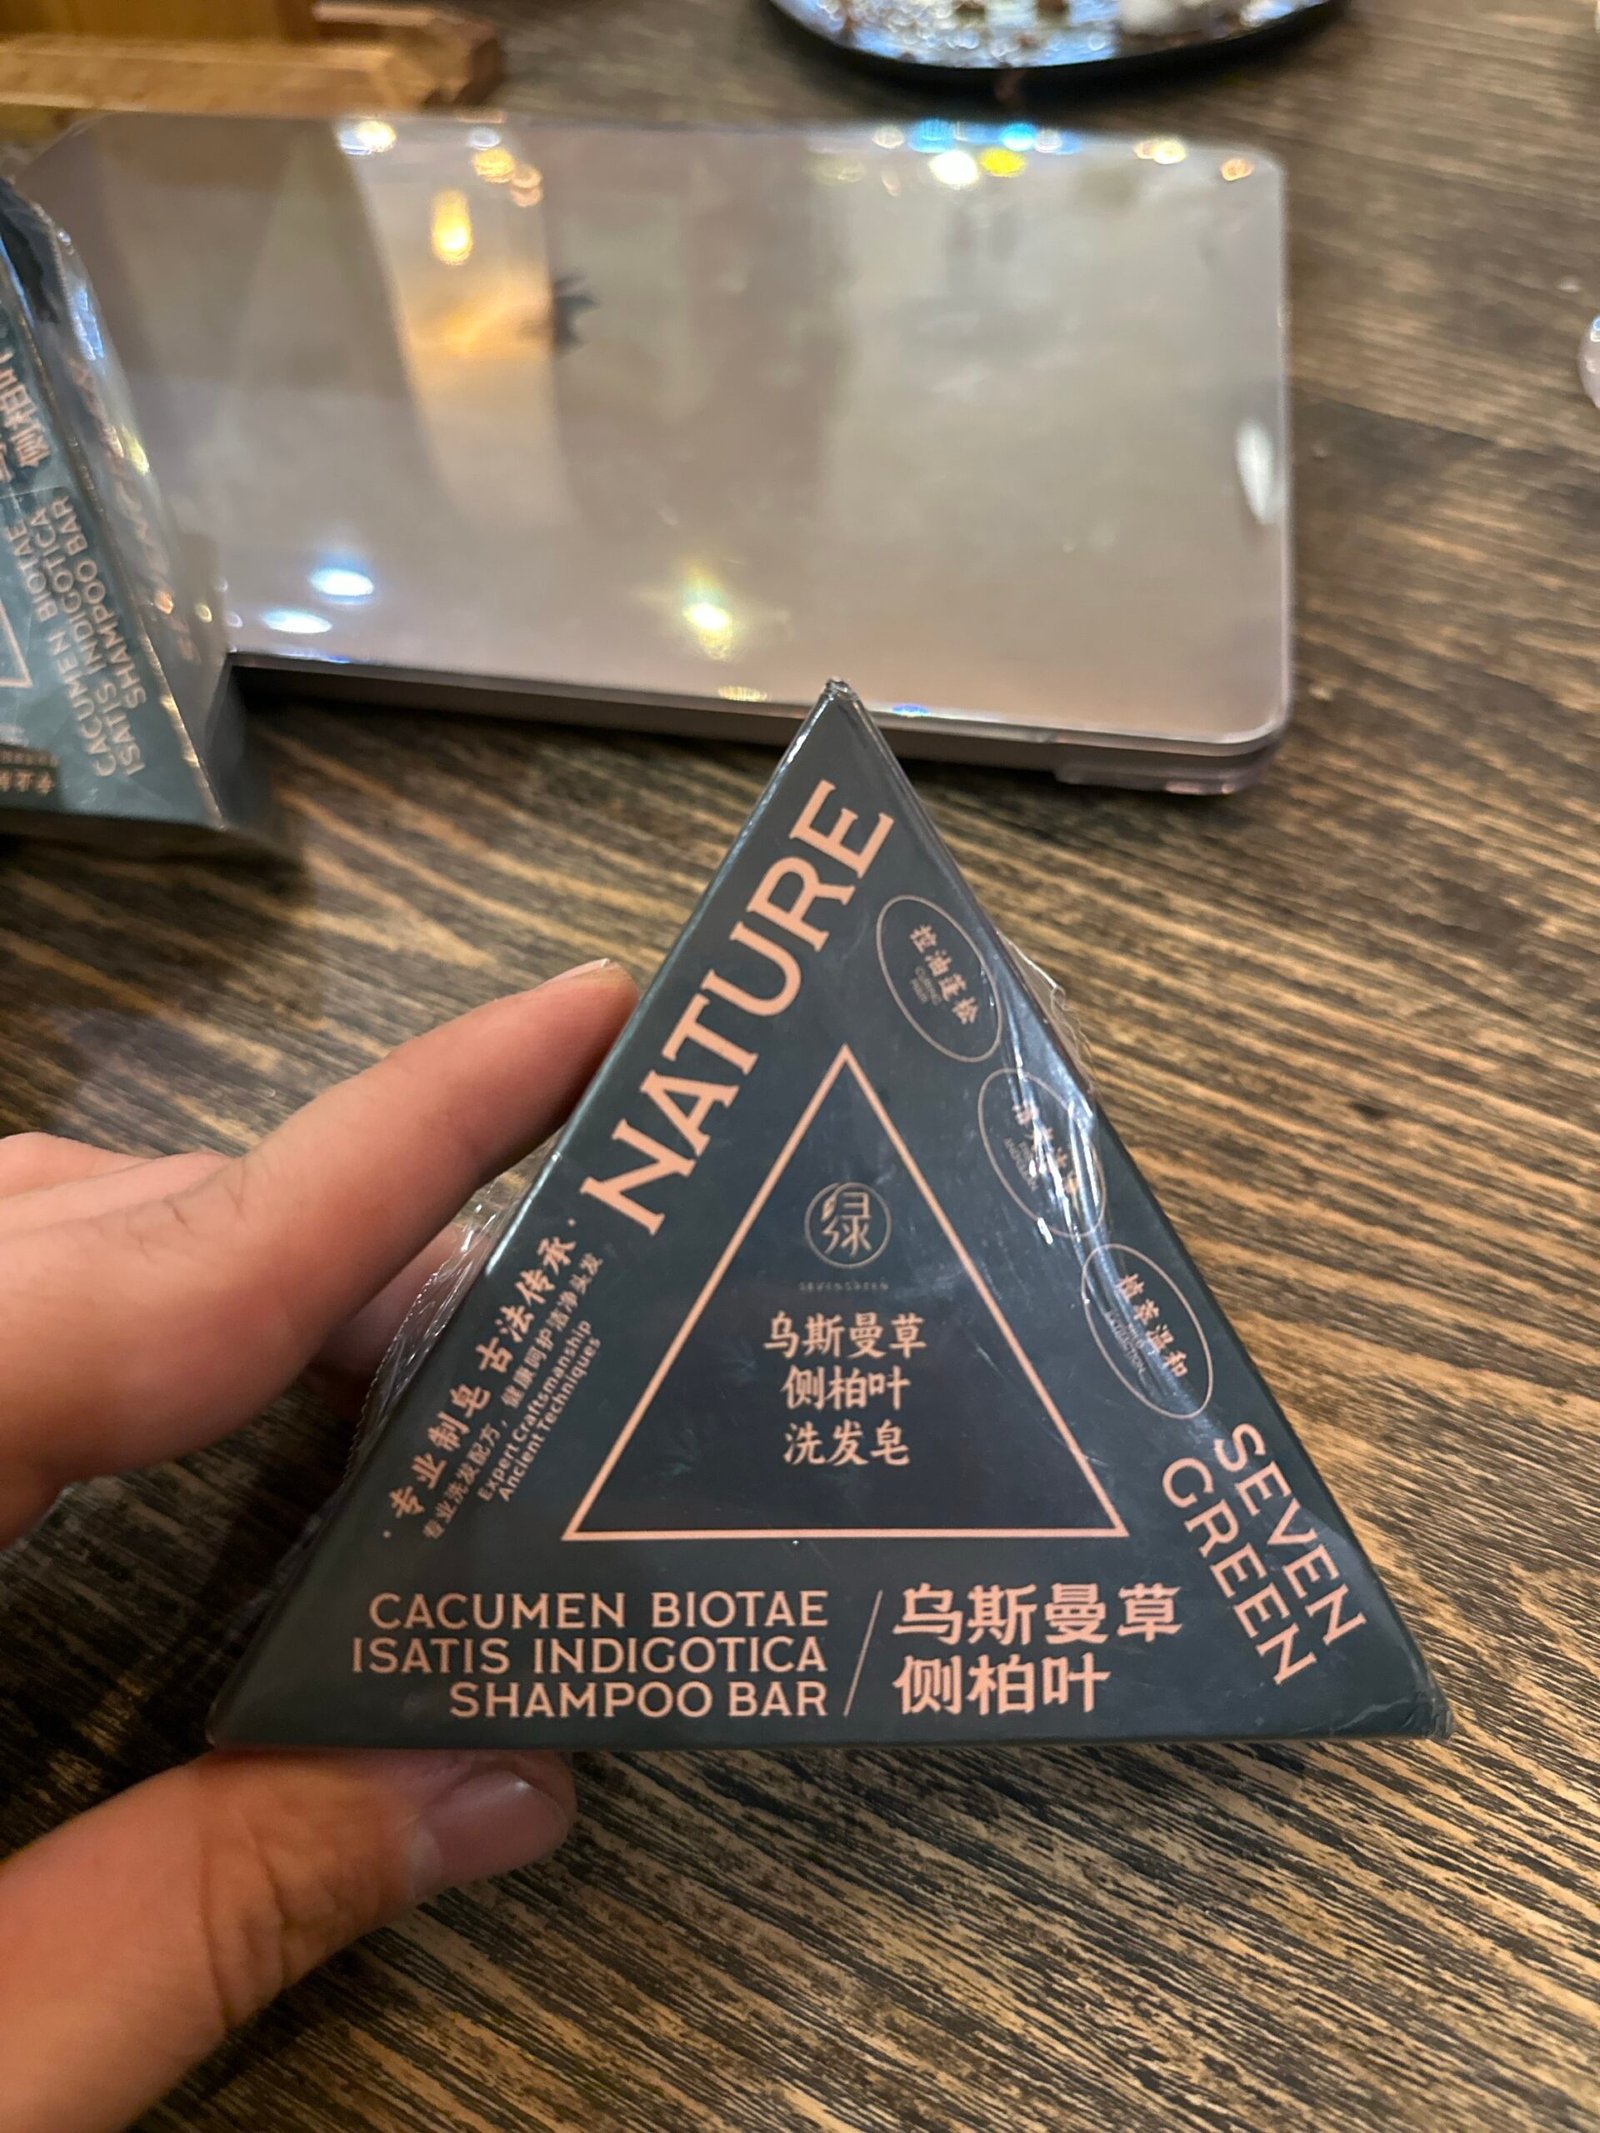 NATURE
控油蓬松
植萃温和
绿
SEVENGREEN
乌斯曼草
侧柏叶
洗发皂
·专业制皂 古法传承·
专业洗发配方，健康呵护洁净头发
Expert Craftsmanship
Ancient Techniques
SEVEN
GREEN
CACUMEN BIOTAE
ISATIS INDIGOTICA
SHAMPOO BAR
乌斯曼草
侧柏叶
侧柏叶
CACUMEN BIOTAE
ISATIS INDIGOTICA
SHAMPOO BAR